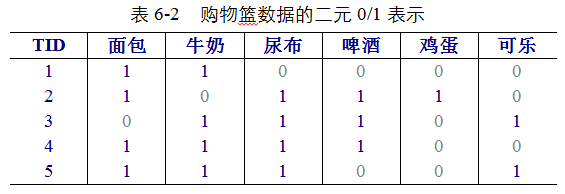 表 6-2 购物篮数据的二元 0/1 表示
TID 面包 牛奶 尿布 啤酒 鸡蛋 可乐
1 1 1 0 0 0 0
2 1 0 1 1 1 0
3 0 1 1 1 0 1
4 1 1 1 1 0 0
5 1 1 1 0 0 1